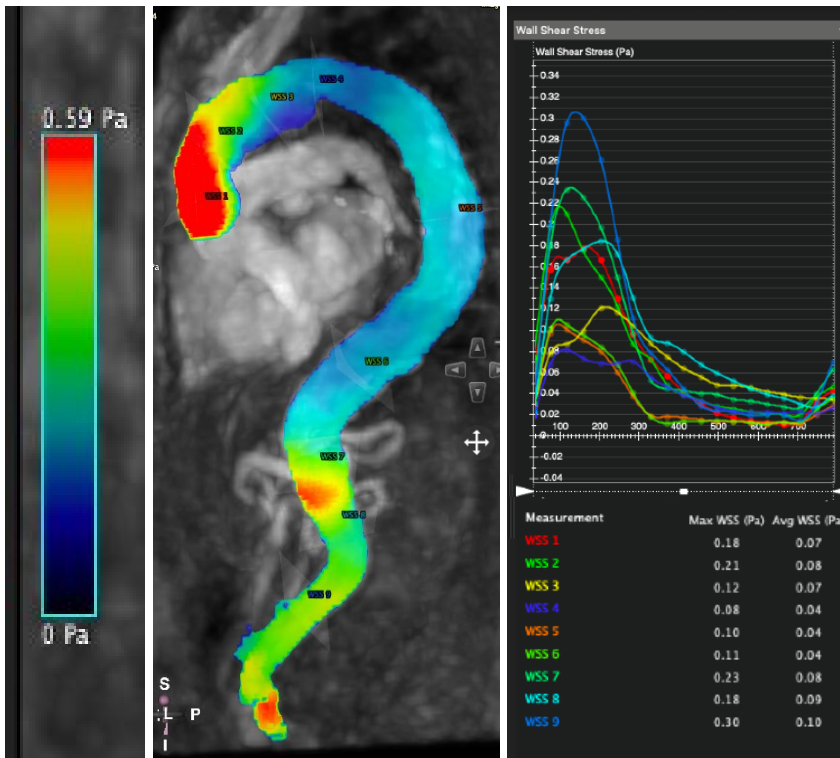 0.59 Pa
0 Pa
WSS 4
WSS 3
WSS 2
WSS 1
WSS 5
WSS 6
WSS 7
WSS 8
WSS 9
S
L P
I
Wall Shear Stress
Wall Shear Stress (Pa)
0.34
0.3
0.28
0.26
0.24
0.22
0.2
0.18
0.16
0.14
0.12
0.1
0.08
0.06
0.04
0.02
0
100 200 300 400 500 600 700
-0.02
-0.04
Measurement Max WSS (Pa) Avg WSS (Pa
WSS 1 0.18 0.07
WSS 2 0.21 0.08
WSS 3 0.12 0.07
WSS 4 0.08 0.04
WSS 5 0.10 0.04
WSS 6 0.11 0.04
WSS 7 0.23 0.08
WSS 8 0.18 0.09
WSS 9 0.30 0.10